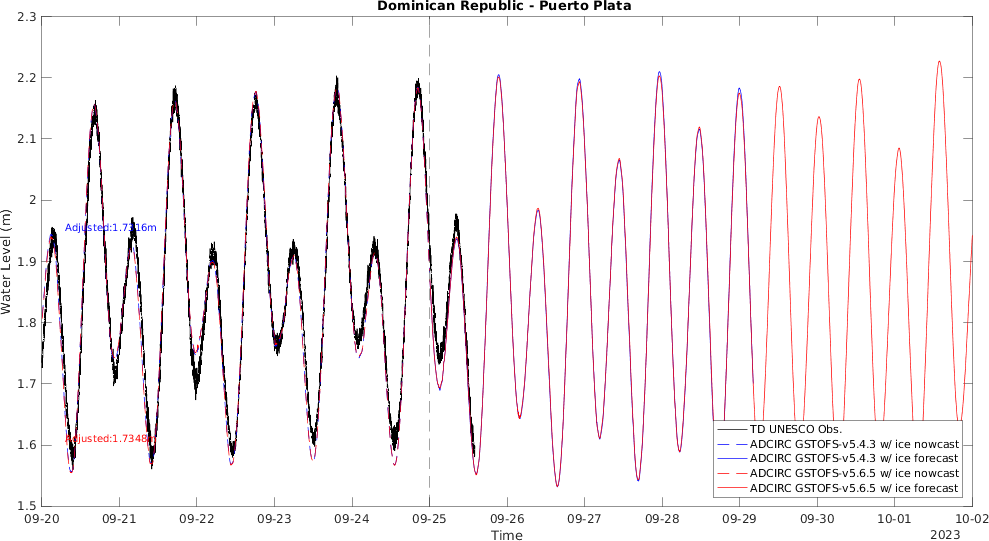 Dominican Republic - Puerto Plata
Water Level (m)
2.3
2.2
2.1
2
1.9
1.8
1.7
1.6
1.5
Adjusted:1.7316m
Adjusted:1.7348m
TD UNESCO Obs.
ADCIRC GSTOFS-v5.4.3 w/ ice nowcast
ADCIRC GSTOFS-v5.4.3 w/ ice forecast
ADCIRC GSTOFS-v5.6.5 w/ ice nowcast
ADCIRC GSTOFS-v5.6.5 w/ ice forecast
09-20 09-21 09-22 09-23 09-24 09-25 09-26 09-27 09-28 09-29 09-30 10-01 10-02
Time
2023